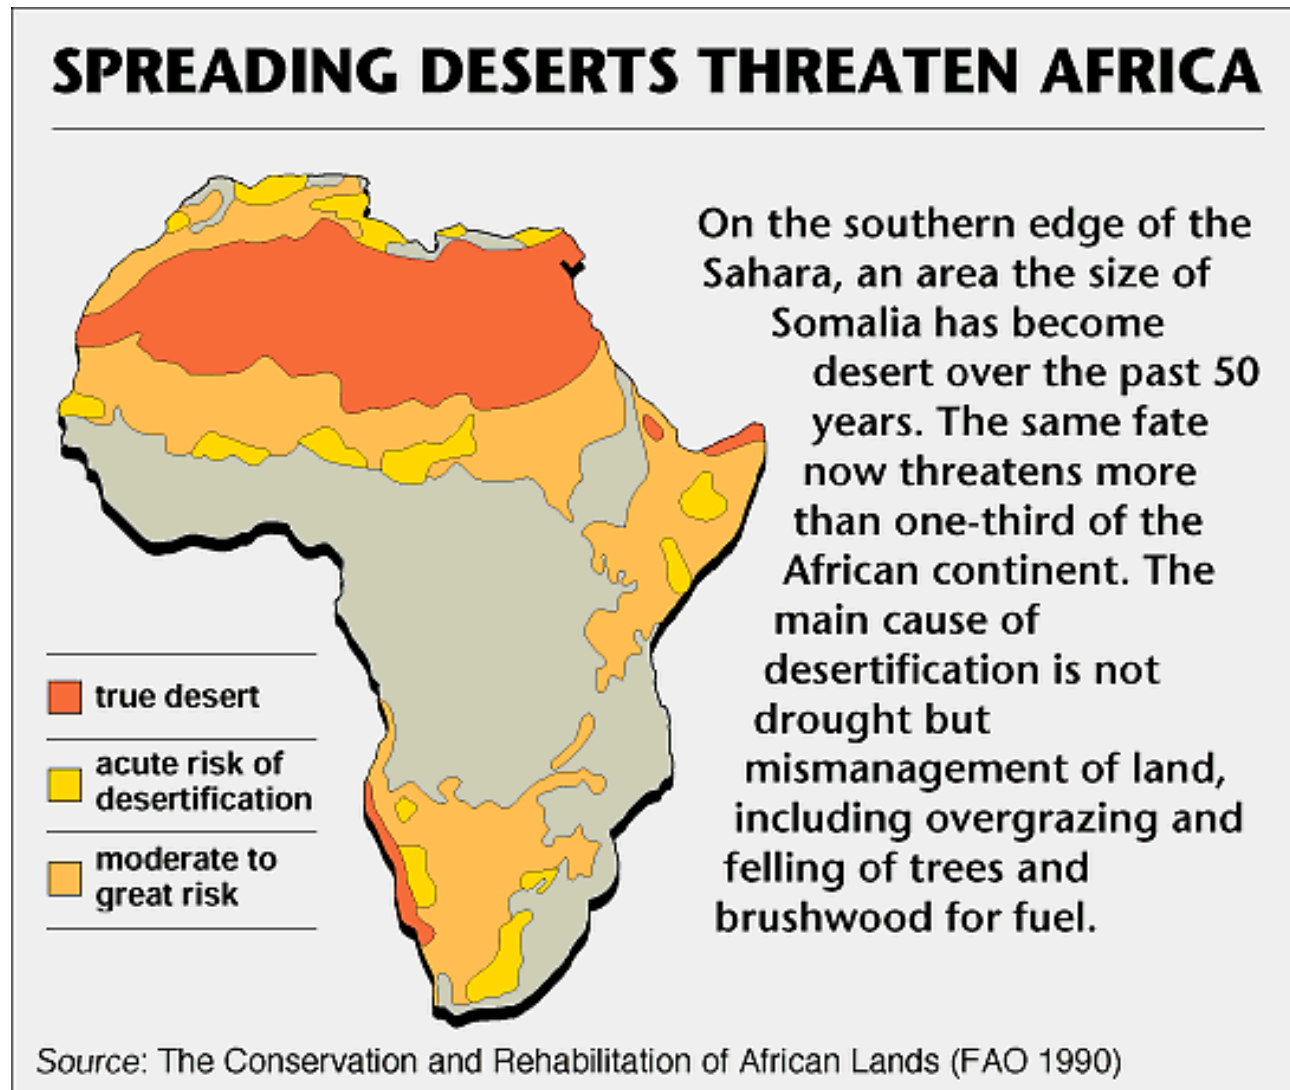 SPREADING DESERTS THREATEN AFRICA
On the southern edge of the
Sahara, an area the size of
Somalia has become
desert over the past 50
years. The same fate
now threatens more
than one-third of the
African continent. The
main cause of
desertification is not
drought but
mismanagement of land,
including overgrazing and
felling of trees and
brushwood for fuel.
true desert
acute risk of
desertification
moderate to
great risk
Source: The Conservation and Rehabilitation of African Lands (FAO 1990)